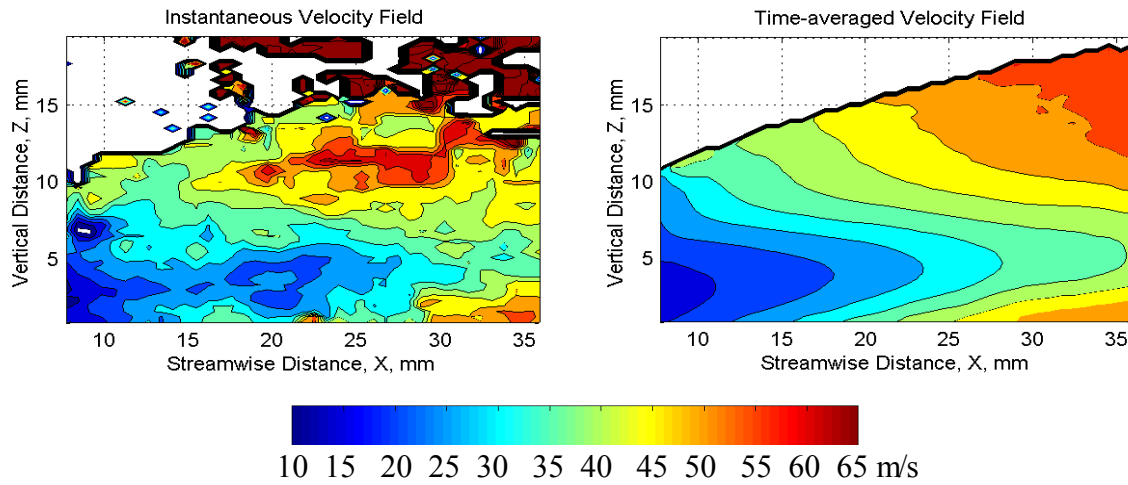 Instantaneous Velocity Field
Vertical Distance, Z, mm
15
10
5
10 15 20 25 30 35
Streamwise Distance, X, mm
Time-averaged Velocity Field
Vertical Distance, Z, mm
15
10
5
10 15 20 25 30 35
Streamwise Distance, X, mm
10 15 20 25 30 35 40 45 50 55 60 65 m/s